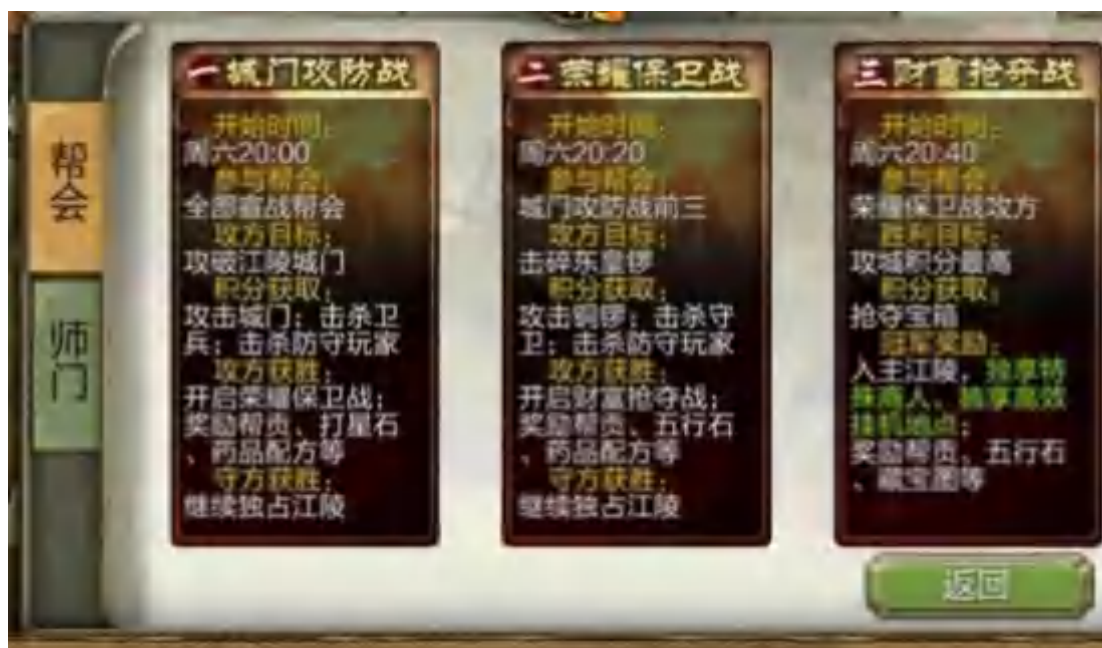 帮会
师门
一 城门攻防战
开始时间:
周六20:00
参与帮会:
全部宣战帮会
攻方目标:
攻破江陵城门
积分获取:
攻击城门; 击杀卫
兵; 击杀防守玩家
攻方获胜:
开启荣耀保卫战;
奖励帮贡、打星石
、药品配方等
守方获胜:
继续独占江陵
二 荣耀保卫战
开始时间:
周六20:20
参与帮会:
城门攻防战前三
攻方目标:
击碎东皇锣
积分获取:
攻击铜锣; 击杀守
卫; 击杀防守玩家
攻方获胜:
开启财富抢夺战;
奖励帮贡、五行石
、药品配方等
守方获胜:
继续独占江陵
三 财富抢夺战
开始时间:
周六20:40
参与帮会:
荣耀保卫战攻方
胜利目标:
攻城积分最高
积分获取:
抢夺宝箱
冠军奖励:
入主江陵, 独享特
殊商人、独享高效
挂机地点;
奖励帮贡、五行石
、藏宝图等
返回